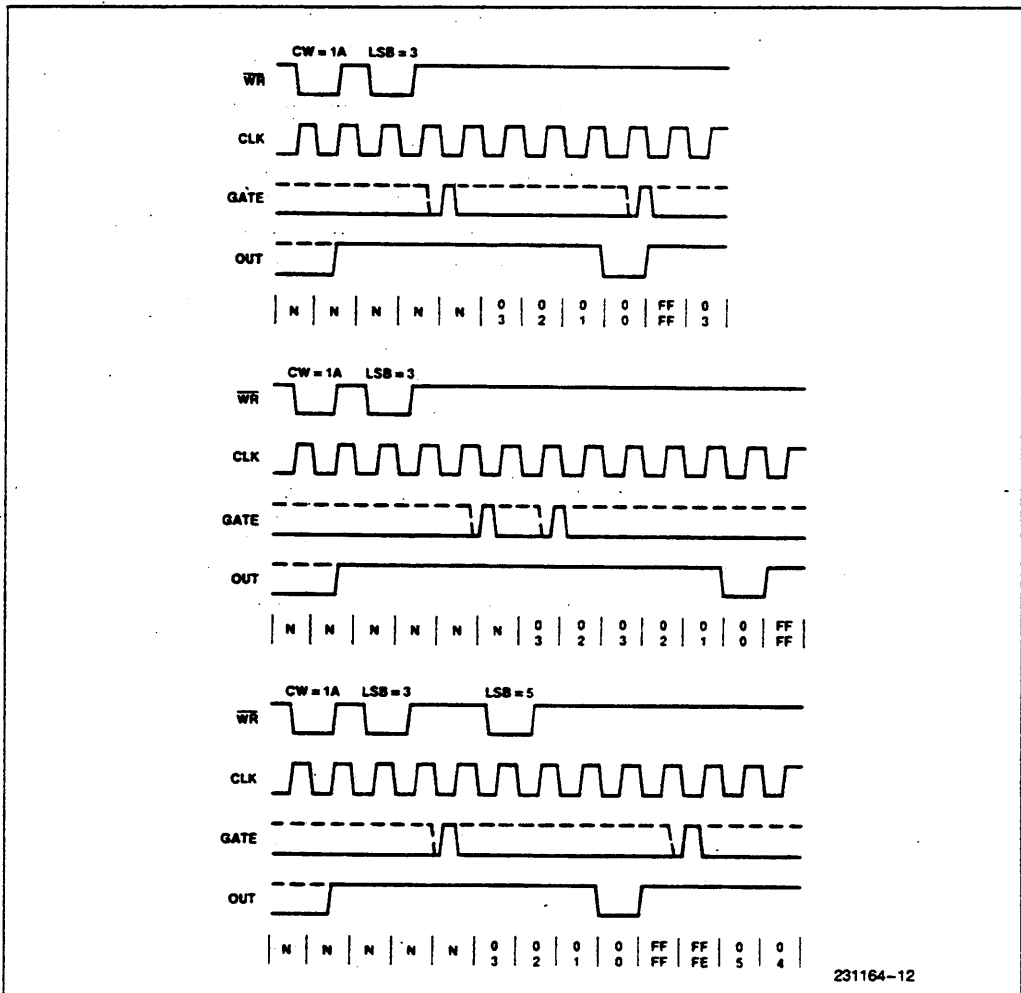 CW = 1A LSB = 3
WR
CLK
GATE
OUT
N N N N N 0 0 0 0 FF 0
3 2 1 0 FF 3
CW = 1A LSB = 3
WR
CLK
GATE
OUT
N N N N N N 0 0 0 0 0 0 FF
3 2 3 2 1 0 FF
CW = 1A LSB = 3 LSB = 5
WR
CLK
GATE
OUT
N N N N N 0 0 0 0 FF FF 0 0
3 2 1 0 FF FE 5 4
231164-12